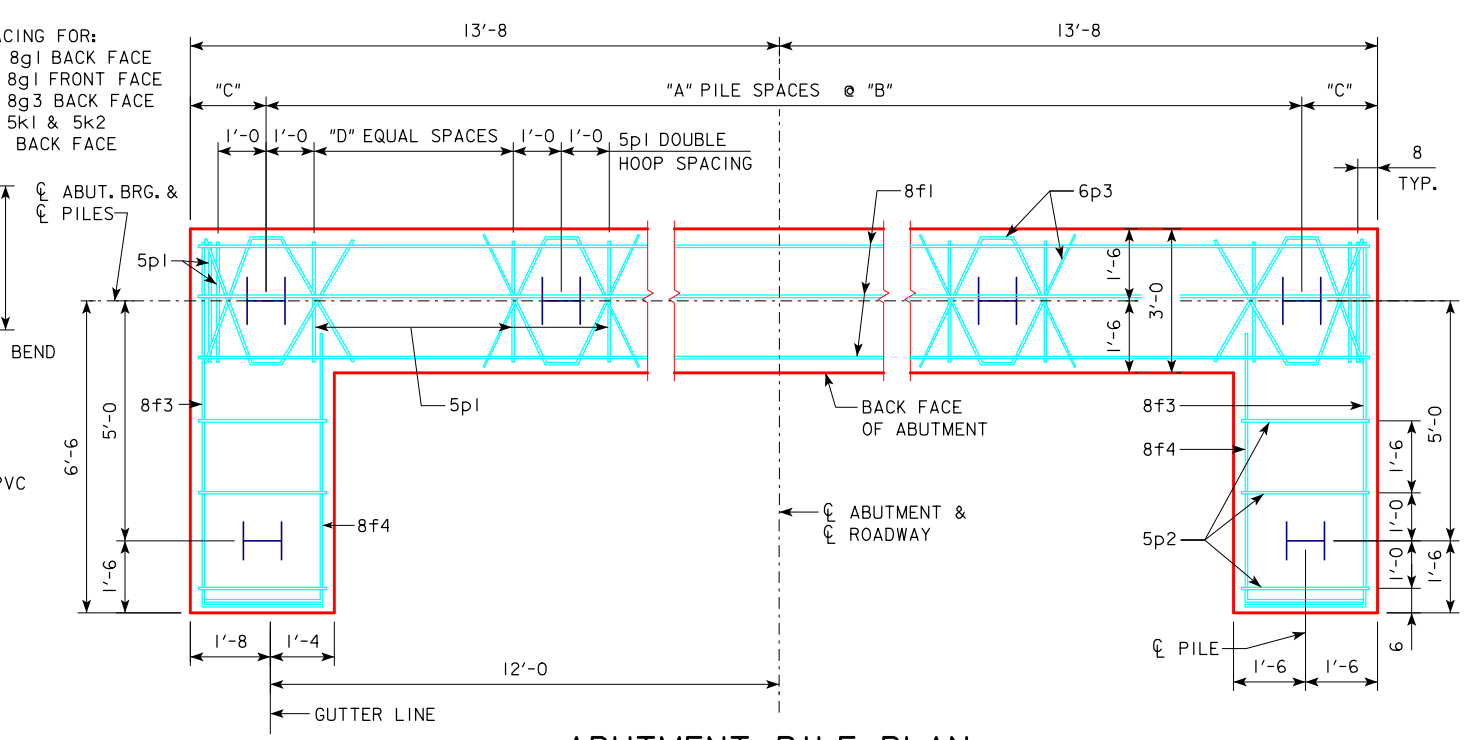 ACING FOR:
8g1 BACK FACE
8g1 FRONT FACE
8g3 BACK FACE
5k1 & 5k2
BACK FACE
13'-8
13'-8
"C"
"A" PILE SPACES @ "B"
"C"
1'-0
1'-0
"D" EQUAL SPACES
1'-0
1'-0
5p1 DOUBLE
HOOP SPACING
8
TYP.
℄ ABUT. BRG. &
℄ PILES
8f1
6p3
5p1
1'-6
3'-0
1'-6
BEND
8f3
5'-0
6'-6
5p1
BACK FACE
OF ABUTMENT
8f3
8f4
5'-0
1'-6
PVC
8f4
℄ ABUTMENT &
℄ ROADWAY
5p2
1'-0
1'-0
1'-6
1'-6
6
1'-8
1'-4
12'-0
℄ PILE
1'-6
1'-6
GUTTER LINE
ABUTMENT PILE PLAN